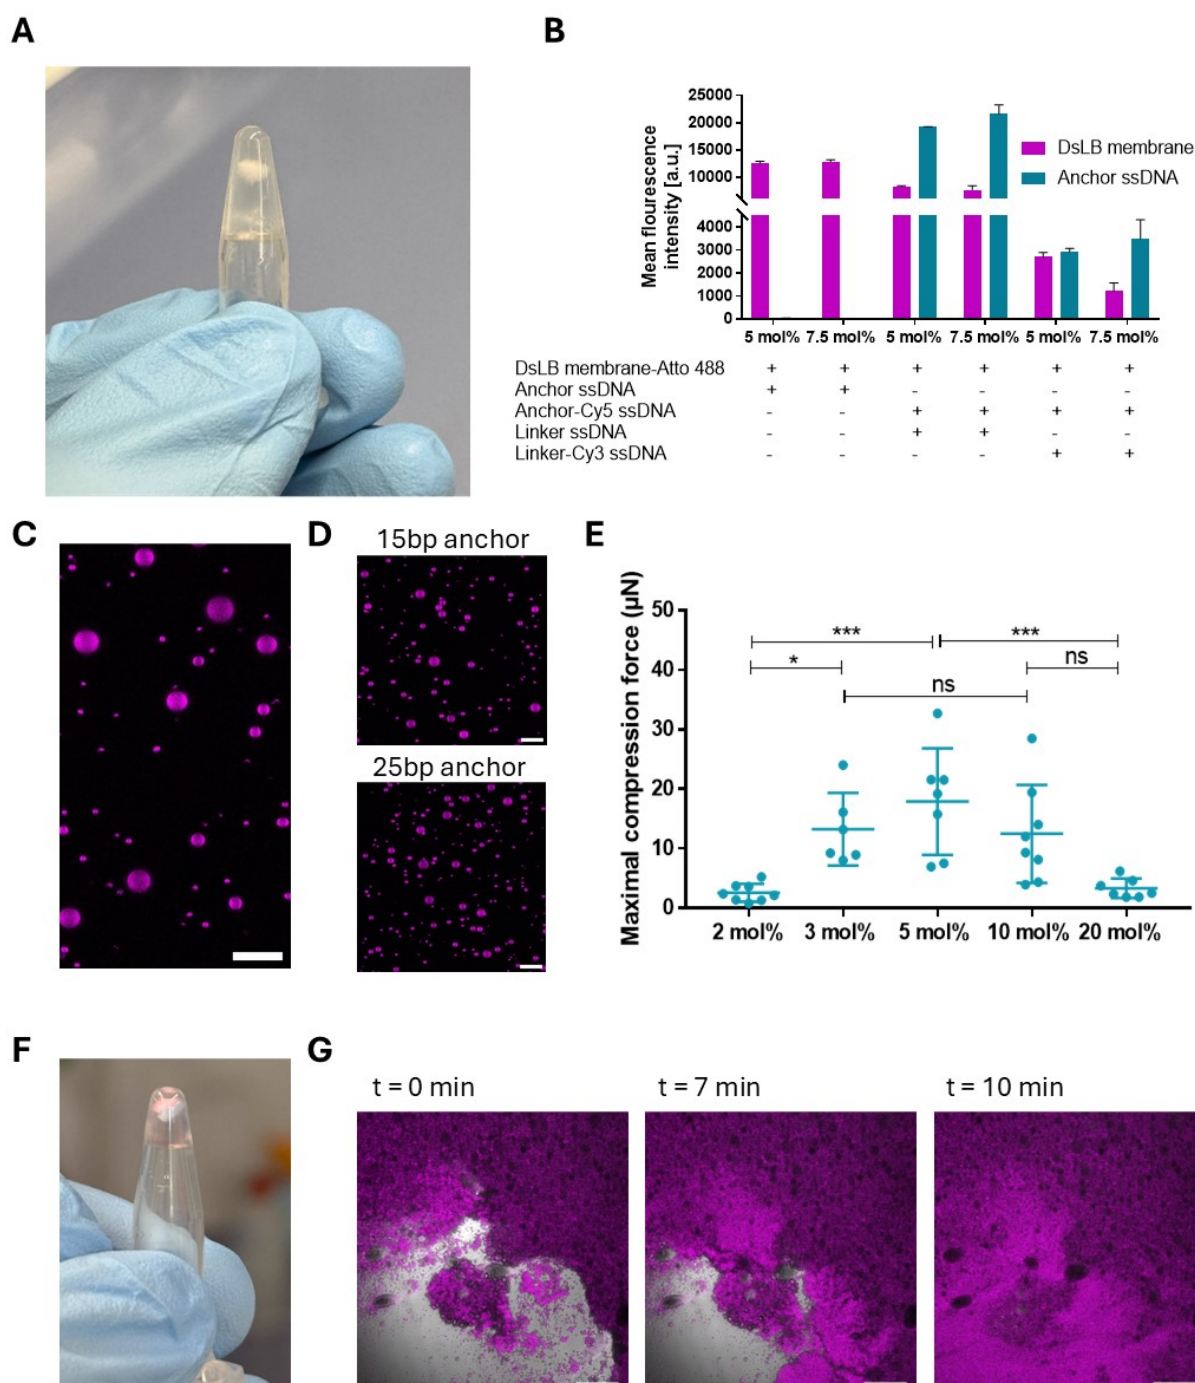 A
B
Mean flourescence
intensity [a.u.]
25000
20000
15000
10000
4000
3000
2000
1000
0
DsLB membrane
Anchor ssDNA
5 mol% 7.5 mol% 5 mol% 7.5 mol% 5 mol% 7.5 mol%
DsLB membrane-Atto 488 + + + + + +
Anchor ssDNA + + - - - -
Anchor-Cy5 ssDNA - - + + + +
Linker ssDNA - - + + - -
Linker-Cy3 ssDNA - - - - + +
C
D
15bp anchor
25bp anchor
E
Maximal compression force (µN)
50
40
30
20
10
0
*** ***
* ns
ns
2 mol% 3 mol% 5 mol% 10 mol% 20 mol%
F
G
t = 0 min t = 7 min t = 10 min